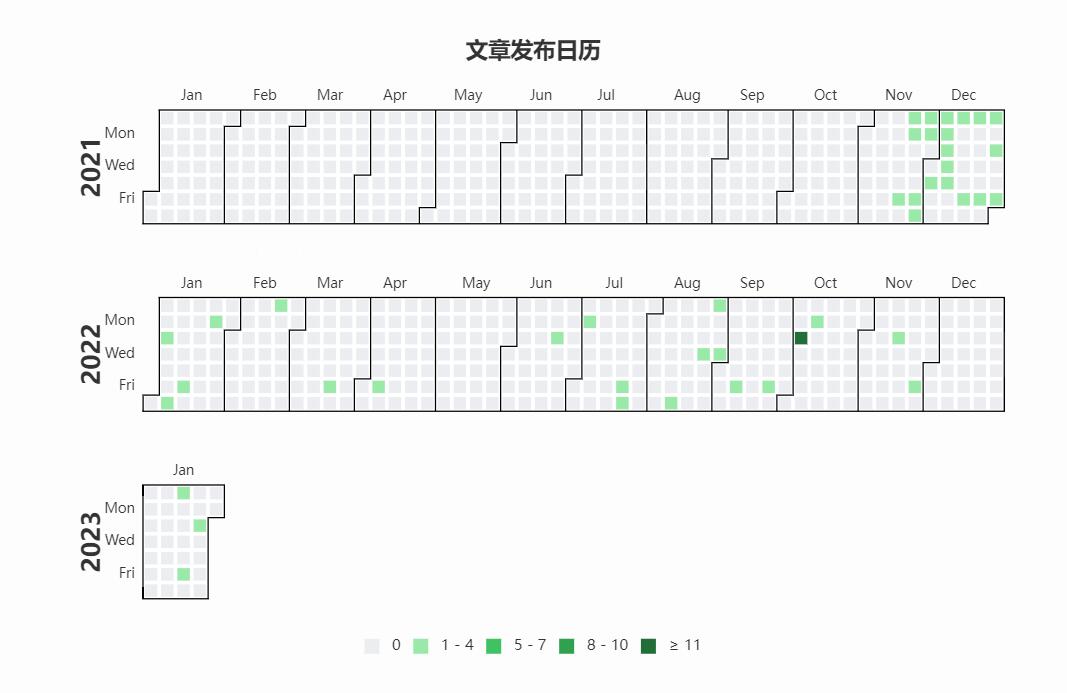 文章发布日历
Jan Feb Mar Apr May Jun Jul Aug Sep Oct Nov Dec
2021
Mon
Wed
Fri
Jan Feb Mar Apr May Jun Jul Aug Sep Oct Nov Dec
2022
Mon
Wed
Fri
Jan
2023
Mon
Wed
Fri
0 1 - 4 5 - 7 8 - 10 ≥ 11